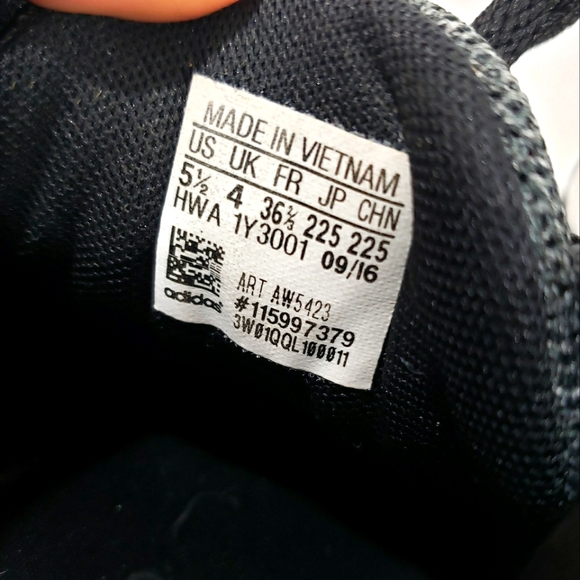 MADE IN VIETNAM
US UK FR JP CHN
5½ 4 36⅔ 225 225
HWA 1Y3001 09/16
ART AW5423
#115997379
3W01QQL100011
adidas